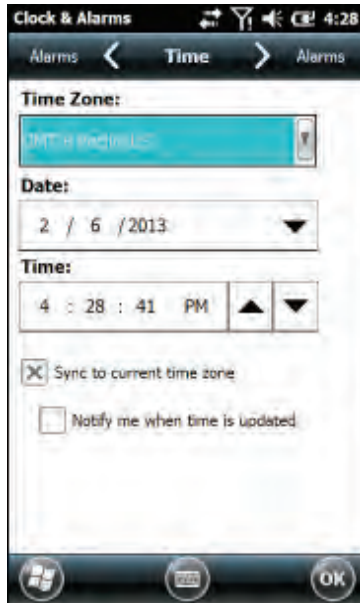 Clock & Alarms 4:28
Alarms Time Alarms
Time Zone:
Date:
2 / 6 /2013
Time:
4 : 28 : 41 PM
Sync to current time zone
Notify me when time is updated
OK